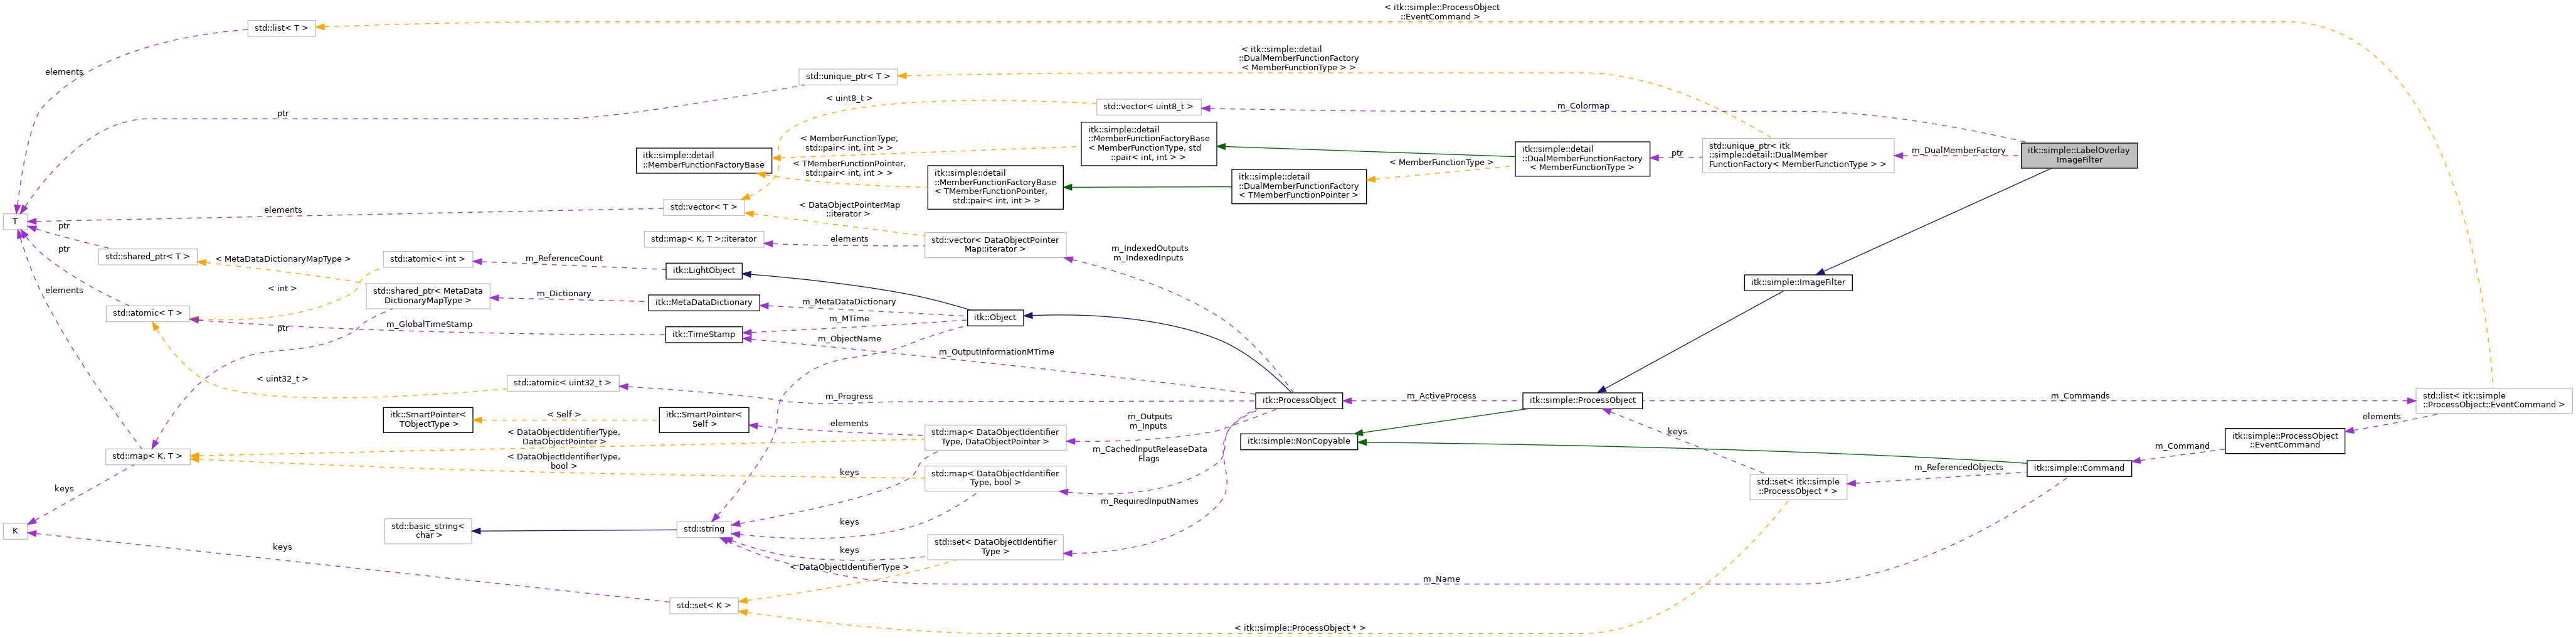 < itk::simple::ProcessObject
::EventCommand >
std::list< T >
< itk::simple::detail
::DualMemberFunctionFactory
< MemberFunctionType > >
elements
std::unique_ptr< T >
< uint8_t >
std::vector< uint8_t >
m_Colormap
ptr
itk::simple::detail
::MemberFunctionFactoryBase
< MemberFunctionType, std
::pair< int, int > >
< MemberFunctionType,
std::pair< int, int > >
itk::simple::detail
::MemberFunctionFactoryBase
< TMemberFunctionPointer,
std::pair< int, int > >
itk::simple::detail
::MemberFunctionFactoryBase
< TMemberFunctionPointer,
std::pair< int, int > >
< MemberFunctionType >
itk::simple::detail
::DualMemberFunctionFactory
< TMemberFunctionPointer >
itk::simple::detail
::DualMemberFunctionFactory
< MemberFunctionType >
ptr
std::unique_ptr< itk
::simple::detail::DualMember
FunctionFactory< MemberFunctionType > >
m_DualMemberFactory
itk::simple::LabelOverlay
ImageFilter
elements
std::vector< T >
< DataObjectPointerMap
::iterator >
T
ptr
std::map< K, T >::iterator
elements
std::vector< DataObjectPointer
Map::iterator >
m_IndexedOutputs
m_IndexedInputs
ptr
std::shared_ptr< T >
< MetaDataDictionaryMapType >
std::atomic< int >
m_ReferenceCount
itk::LightObject
itk::simple::ImageFilter
elements
< int >
std::shared_ptr< MetaData
DictionaryMapType >
m_Dictionary
itk::MetaDataDictionary
m_MetaDataDictionary
itk::Object
std::atomic< T >
ptr
m_GlobalTimeStamp
itk::TimeStamp
m_MTime
m_ObjectName
m_OutputInformationMTime
< uint32_t >
std::atomic< uint32_t >
m_Progress
itk::ProcessObject
m_ActiveProcess
itk::simple::ProcessObject
m_Commands
std::list< itk::simple
::ProcessObject::EventCommand >
itk::SmartPointer<
TObjectType >
< Self >
itk::SmartPointer<
Self >
elements
m_Outputs
m_Inputs
elements
< DataObjectIdentifierType,
DataObjectPointer >
std::map< DataObjectIdentifier
Type, DataObjectPointer >
itk::simple::NonCopyable
keys
itk::simple::ProcessObject
::EventCommand
m_Command
std::map< K, T >
< DataObjectIdentifierType,
bool >
m_CachedInputReleaseData
Flags
keys
std::map< DataObjectIdentifier
Type, bool >
itk::simple::Command
m_ReferencedObjects
std::set< itk::simple
::ProcessObject * >
keys
m_RequiredInputNames
K
std::basic_string<
char >
std::string
keys
keys
std::set< DataObjectIdentifier
Type >
keys
< DataObjectIdentifierType >
m_Name
std::set< K >
< itk::simple::ProcessObject * >